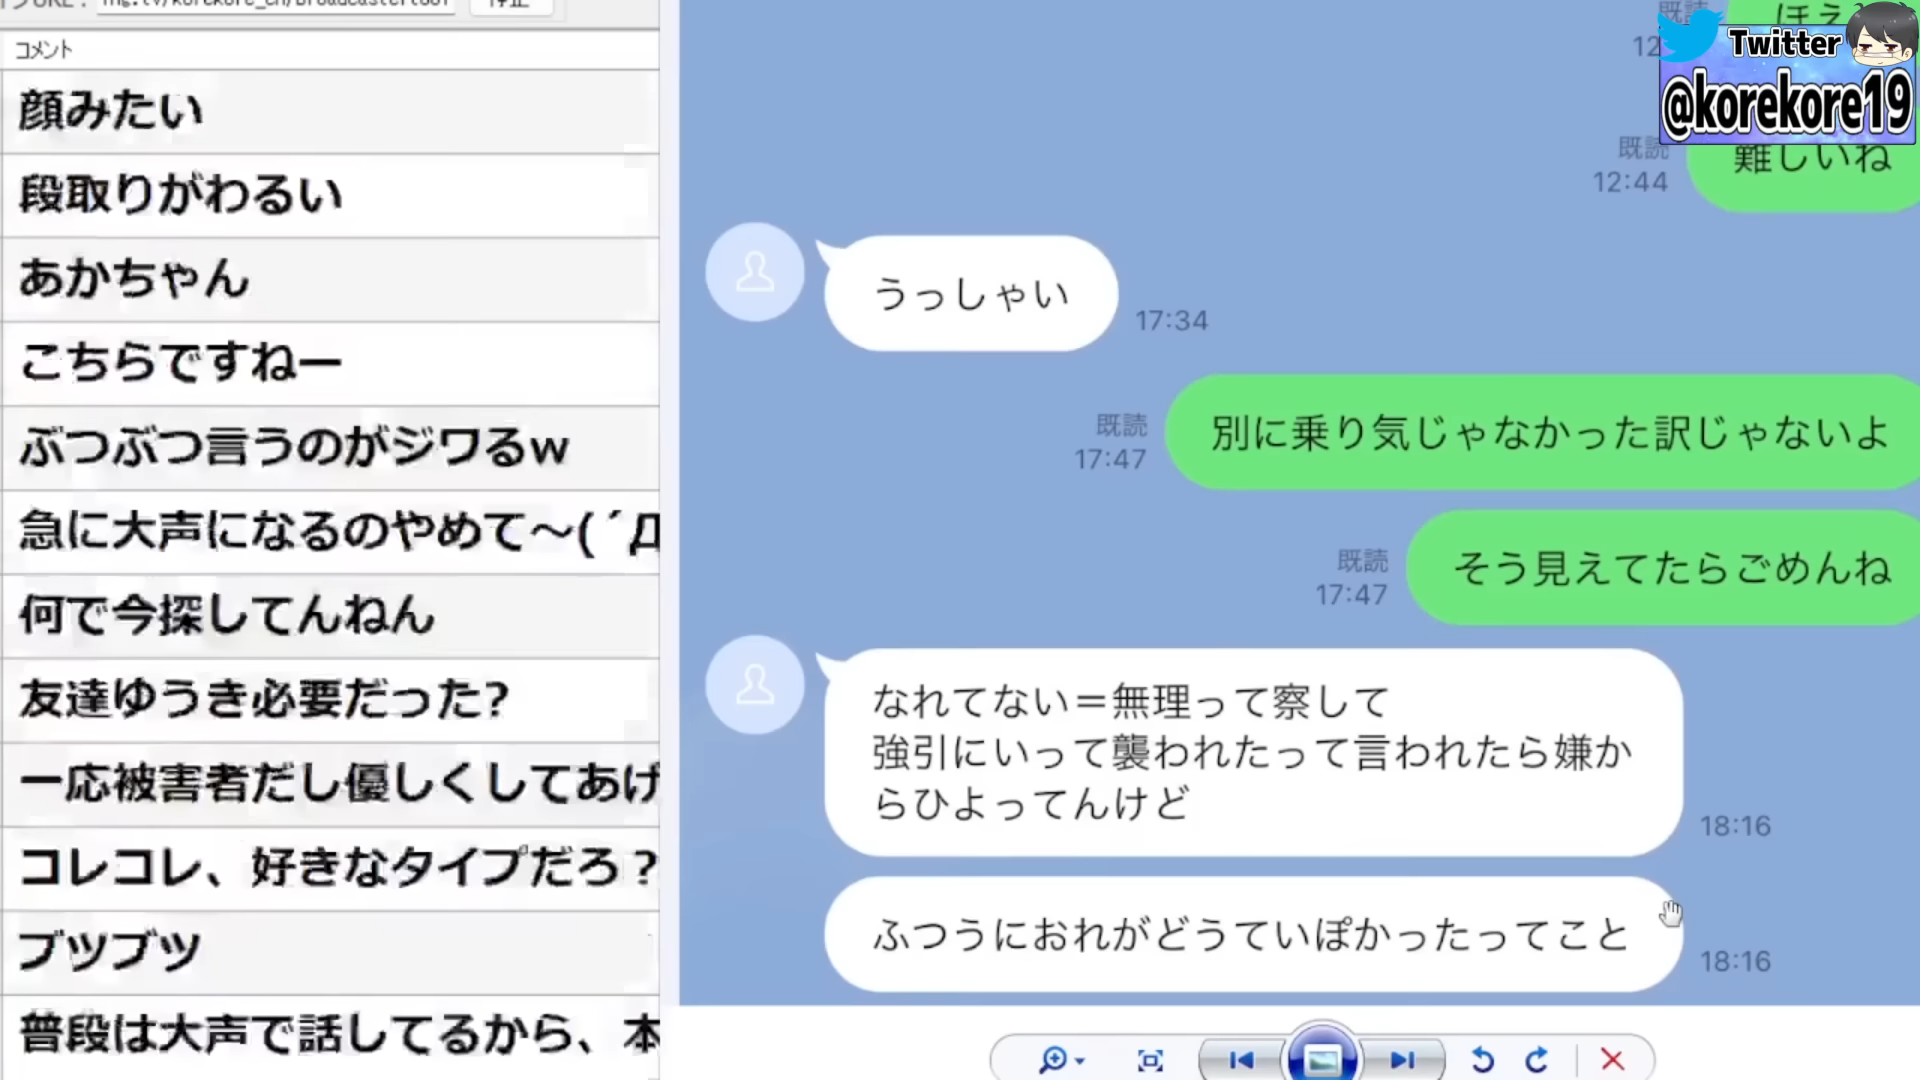 コメント
顔みたい
段取りがわるい
あかちゃん
こちらですねー
ぶつぶつ言うのがジワるw
急に大声になるのやめて～(´Д
何で今探してんねん
友達ゆうき必要だった?
一応被害者だし優しくしてあげ
コレコレ、好きなタイプだろ?
ブツブツ
普段は大声で話してるから、本
Twitter
@korekore19
既読
ほえ
12
既読
12:44
難しいね
うっしゃい
17:34
既読
17:47
別に乗り気じゃなかった訳じゃないよ
既読
17:47
そう見えてたらごめんね
なれてない＝無理って察して
強引にいって襲われたって言われたら嫌か
らひよってんけど
18:16
ふつうにおれがどうていぽかったってこと
18:16